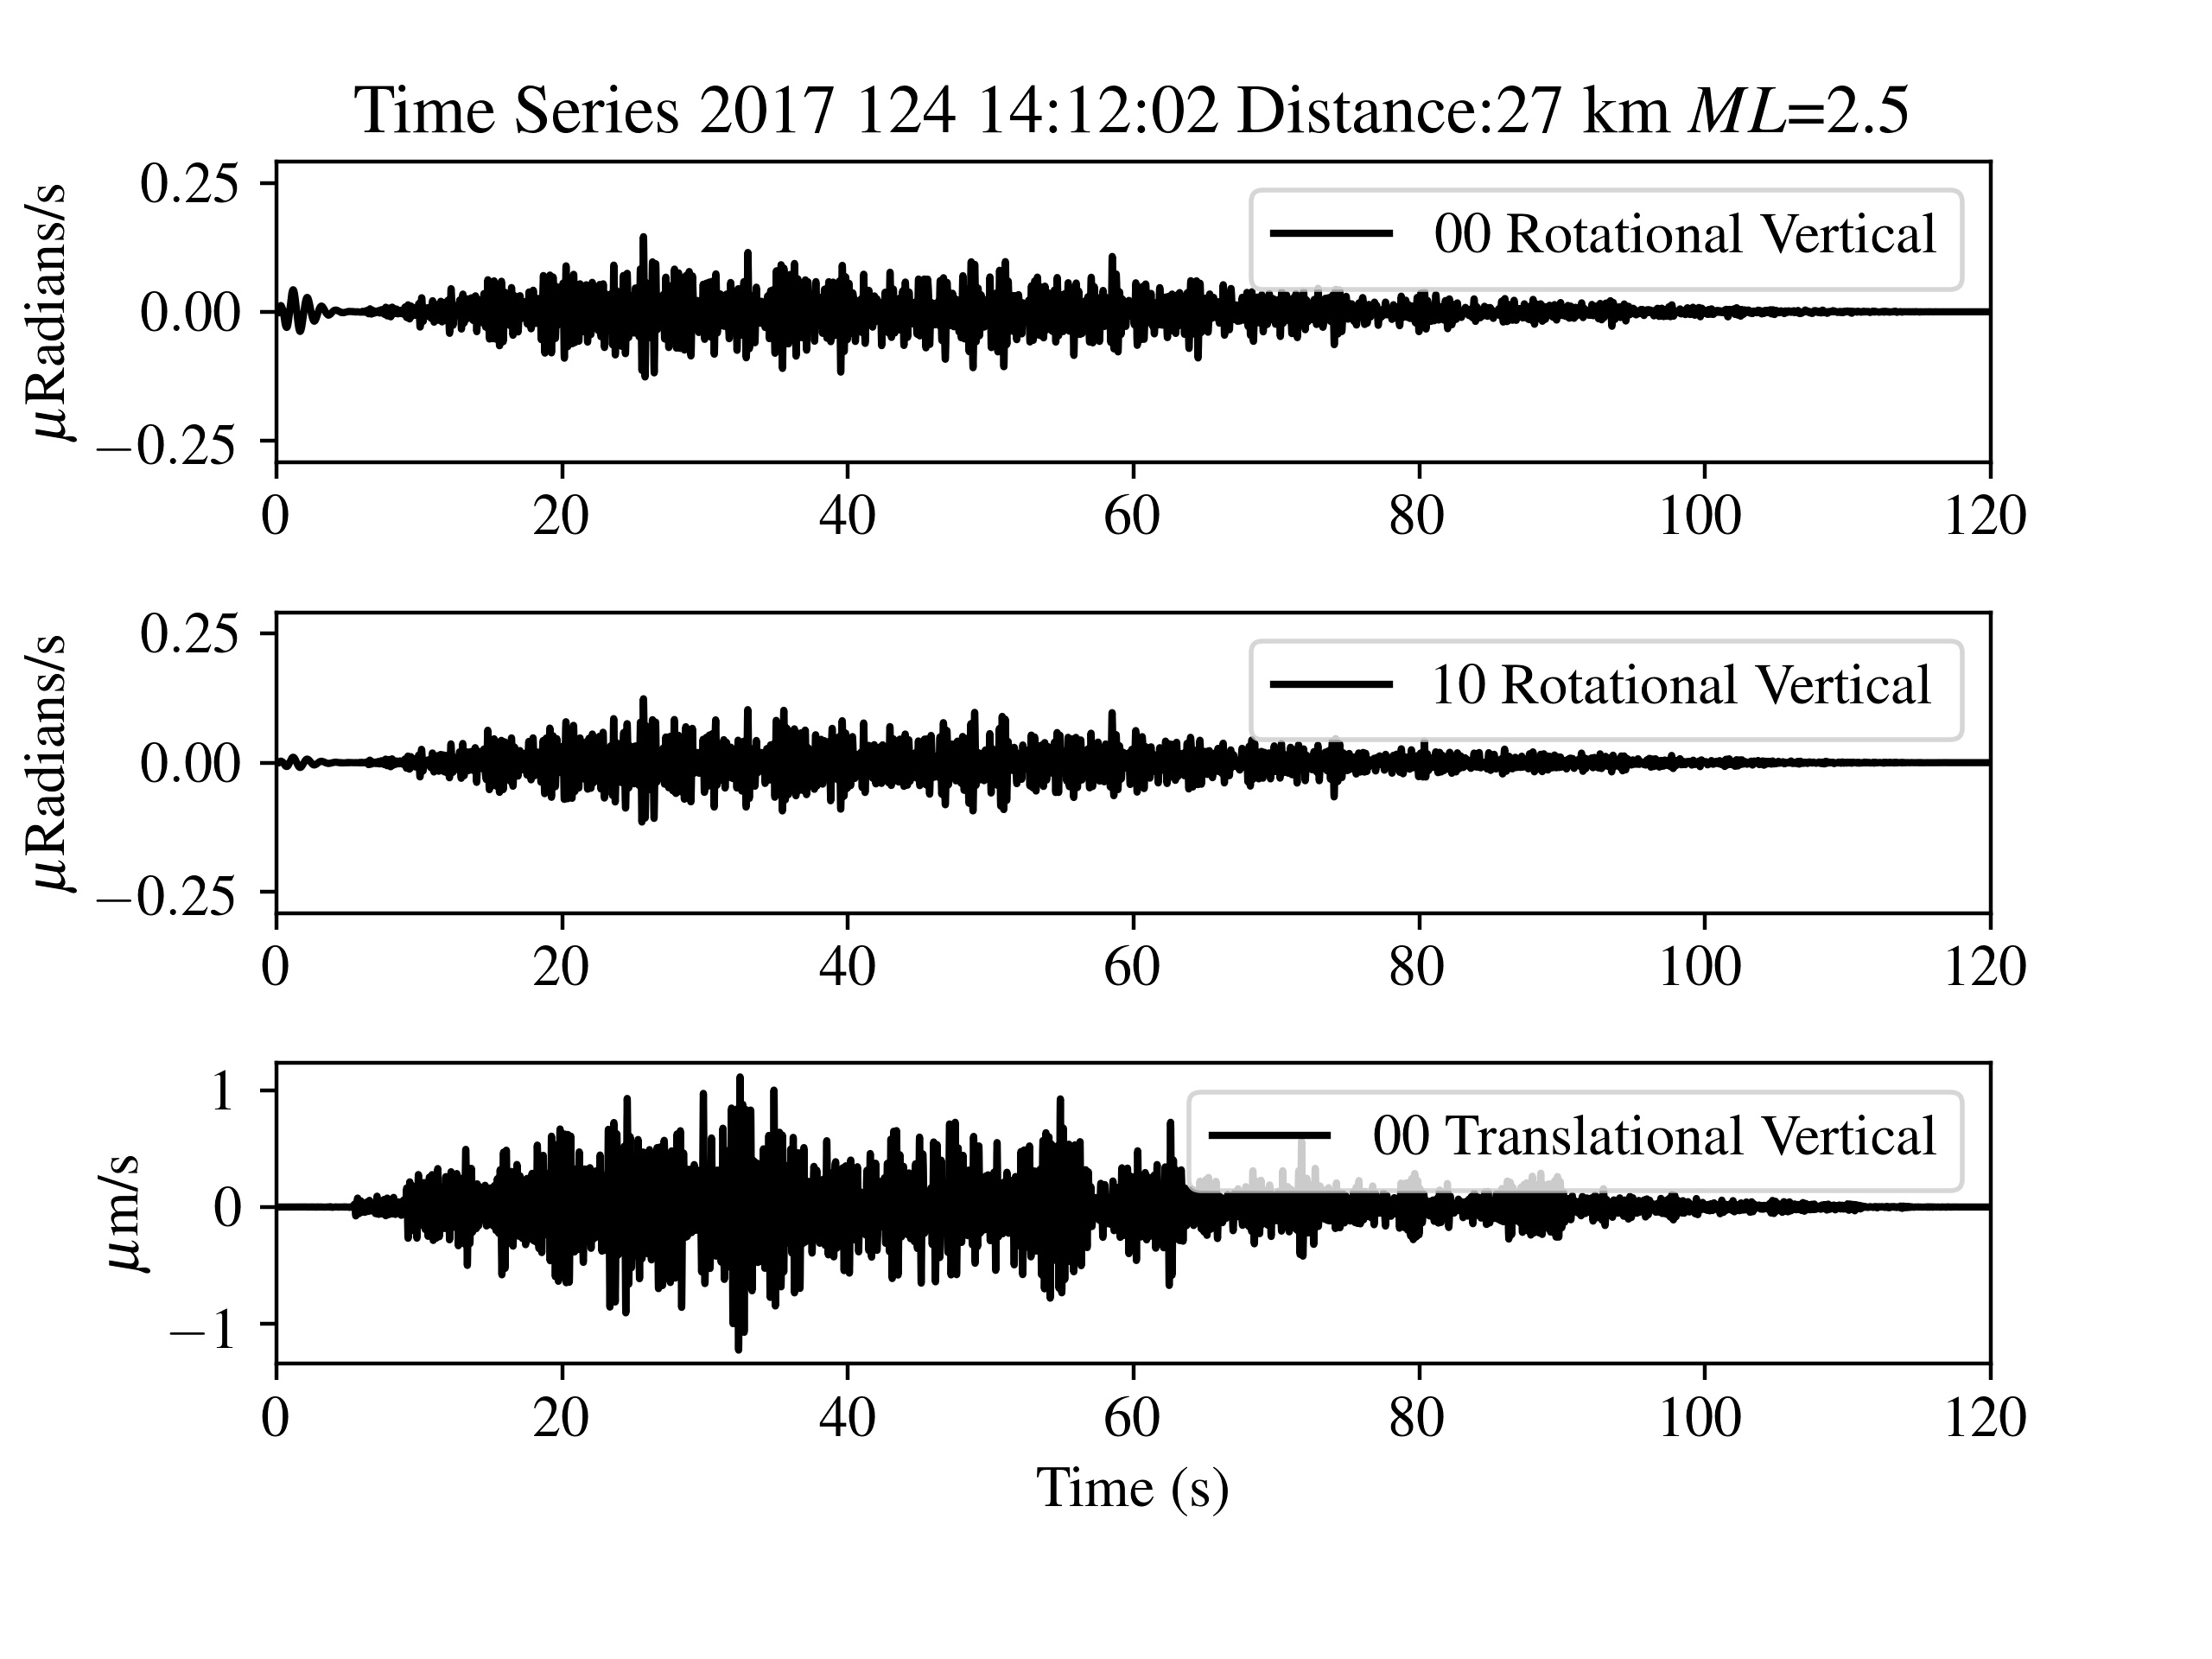 Time Series 2017 124 14:12:02 Distance:27 km ML=2.5
µRadians/s
0.25
0.00
−0.25
00 Rotational Vertical
0 20 40 60 80 100 120
µRadians/s
0.25
0.00
−0.25
10 Rotational Vertical
0 20 40 60 80 100 120
µm/s
1
0
−1
00 Translational Vertical
0 20 40 60 80 100 120
Time (s)